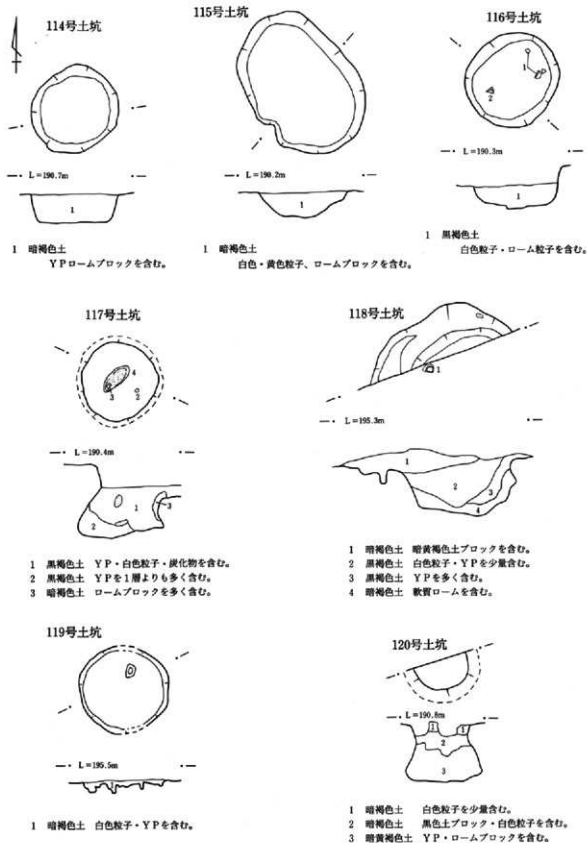 114号土坑
L=190.7m
1
1 暗褐色土
YPロームブロックを含む。
115号土坑
L=190.2m
1
1 暗褐色土
白色・黄色粒子、ロームブロックを含む。
116号土坑
1
2
L=190.3m
1
1 黒褐色土
白色粒子・ローム粒子を含む。
117号土坑
4
3 2
L=190.4m
1
2
3
1 黒褐色土 YP・白色粒子・炭化物を含む。
2 黒褐色土 YPを1層よりも多く含む。
3 暗褐色土 ロームブロックを多く含む。
118号土坑
1
L=195.3m
1
2
3
4
1 暗褐色土 暗黄褐色土ブロックを含む。
2 黒褐色土 白色粒子・YPを少量含む。
3 黒褐色土 YPを多く含む。
4 暗褐色土 軟質ロームを含む。
119号土坑
L=195.5m
1
1 暗褐色土 白色粒子・YPを含む。
120号土坑
L=190.8m
1 1
2
3
1 暗褐色土 白色粒子を少量含む。
2 暗褐色土 黒色土ブロック・白色粒子を含む。
3 暗黄褐色土 YP・ロームブロックを含む。